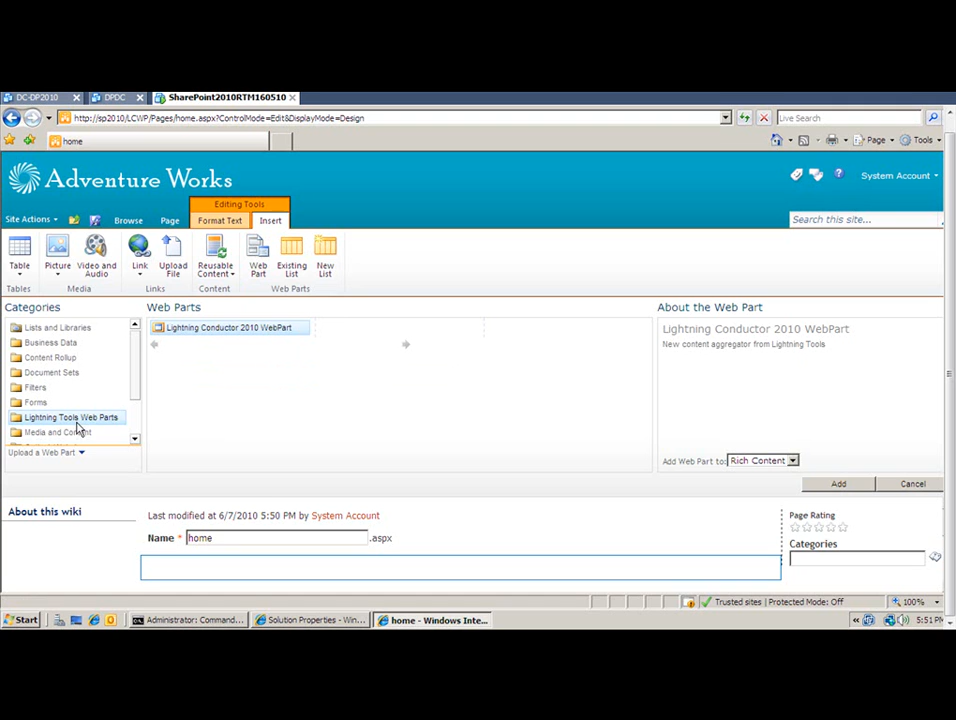 DC-DP2010
DPDC
SharePoint2010RTM160510
http://sp2010/LCWP/Pages/home.aspx?ControlMode=Edit&DisplayMode=Design
Live Search
home
Page
Tools
Adventure Works
System Account
Editing Tools
Site Actions
Browse
Page
Format Text
Insert
Search this site...
Table
Picture
Video and Audio
Link
Upload File
Reusable Content
Web Part
Existing List
New List
Tables
Media
Links
Content
Web Parts
Categories
Web Parts
About the Web Part
Lists and Libraries
Business Data
Content Rollup
Document Sets
Filters
Forms
Lightning Tools Web Parts
Media and Content
Upload a Web Part
Lightning Conductor 2010 WebPart
Lightning Conductor 2010 WebPart
New content aggregator from Lightning Tools
Add Web Part to: Rich Content
Add
Cancel
About this wiki
Last modified at 6/7/2010 5:50 PM by System Account
Name * home .aspx
Page Rating
Categories
Trusted sites | Protected Mode: Off
100%
Start
Administrator: Command...
Solution Properties - Win...
home - Windows Inte...
5:51 PM